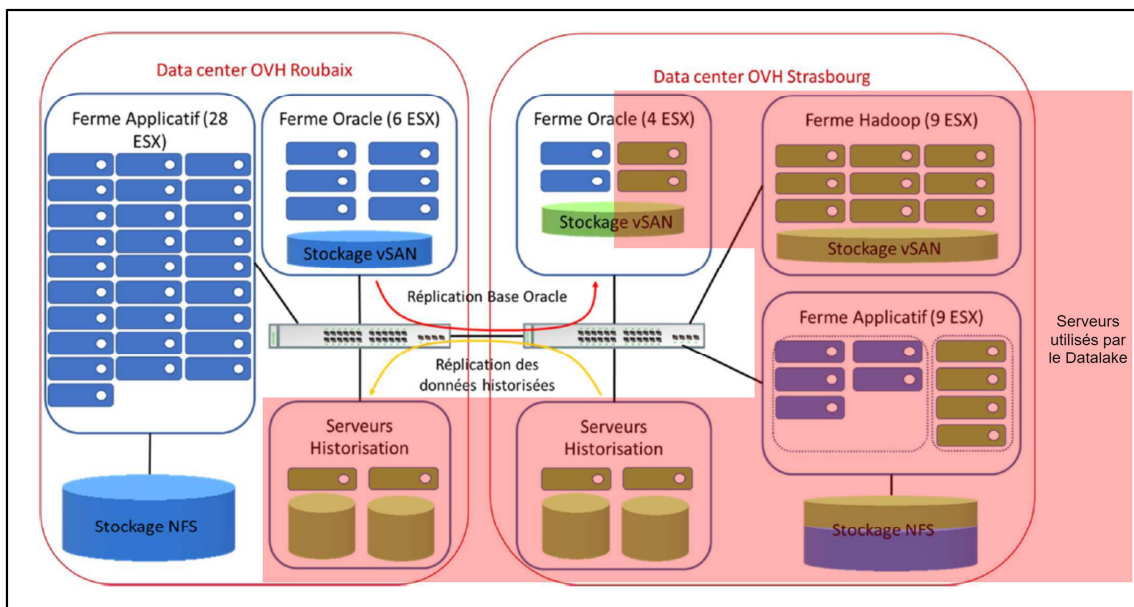 Data center OVH Roubaix
Data center OVH Strasbourg
Ferme Applicatif (28
ESX)
Ferme Oracle (6 ESX)
Stockage vSAN
Ferme Oracle (4 ESX)
Stockage vSAN
Ferme Hadoop (9 ESX)
Stockage vSAN
Réplication Base Oracle
Réplication des
données historisées
Ferme Applicatif (9 ESX)
Serveurs
utilisés par
le Datalake
Serveurs
Historisation
Serveurs
Historisation
Stockage NFS
Stockage NFS